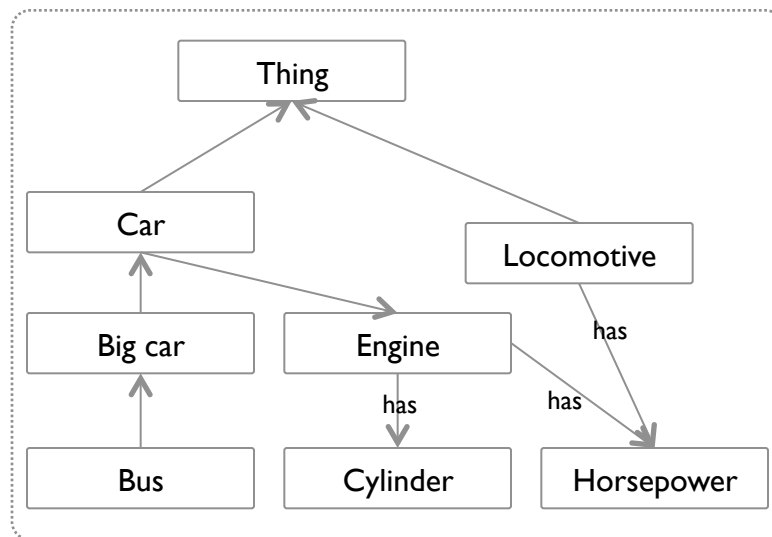 Thing
Car
Locomotive
has
Big car
Engine
has
has
Bus
Cylinder
Horsepower